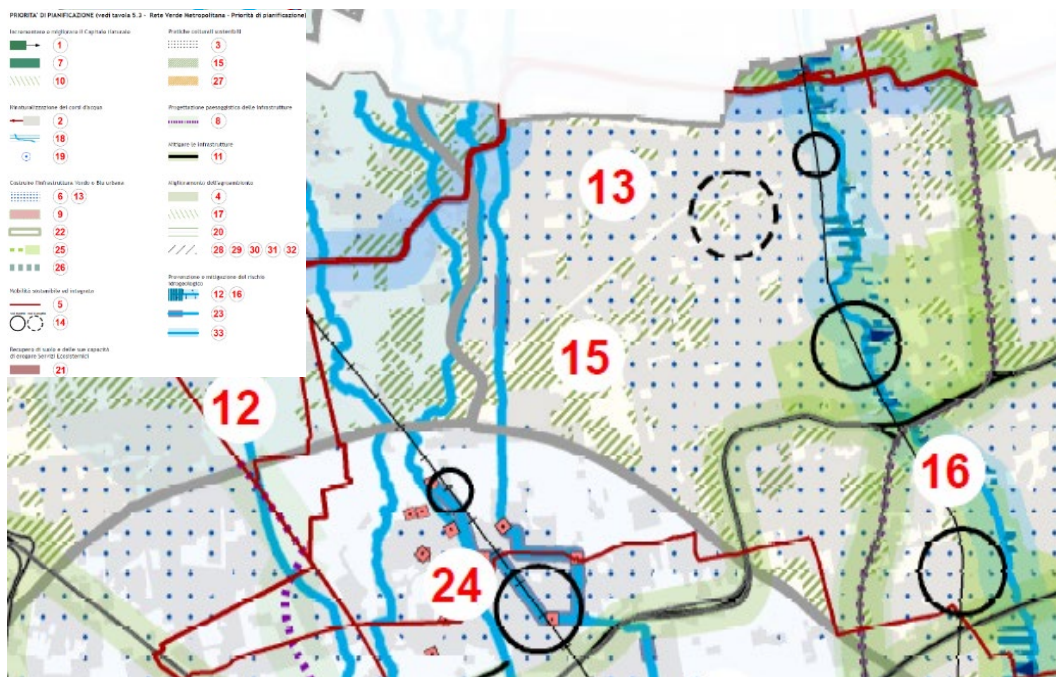 PRIORITA' DI PIANIFICAZIONE (vedi tavola 5.3 - Rete Verde Metropolitana - Priorità di pianificazione)
Incrementare e migliorare il Capitale naturale
1
7
10
Rinaturalizzazione dei corsi d'acqua
2
18
19
Costruire l'Infrastruttura Verde e Blu urbana
6 13
9
22
25
26
Mobilità sostenibile ed integrata
5
14
Recupero di suolo e delle sue capacità
di erogare Servizi Ecosistemici
21
Pratiche colturali sostenibili
3
15
27
Progettazione paesaggistica delle infrastrutture
8
Mitigare le infrastrutture
11
Miglioramento dell'agroambiente
4
17
20
28 29 30 31 32
Prevenzione e mitigazione del rischio
idrogeologico
12 16
23
33
13
15
12
16
24